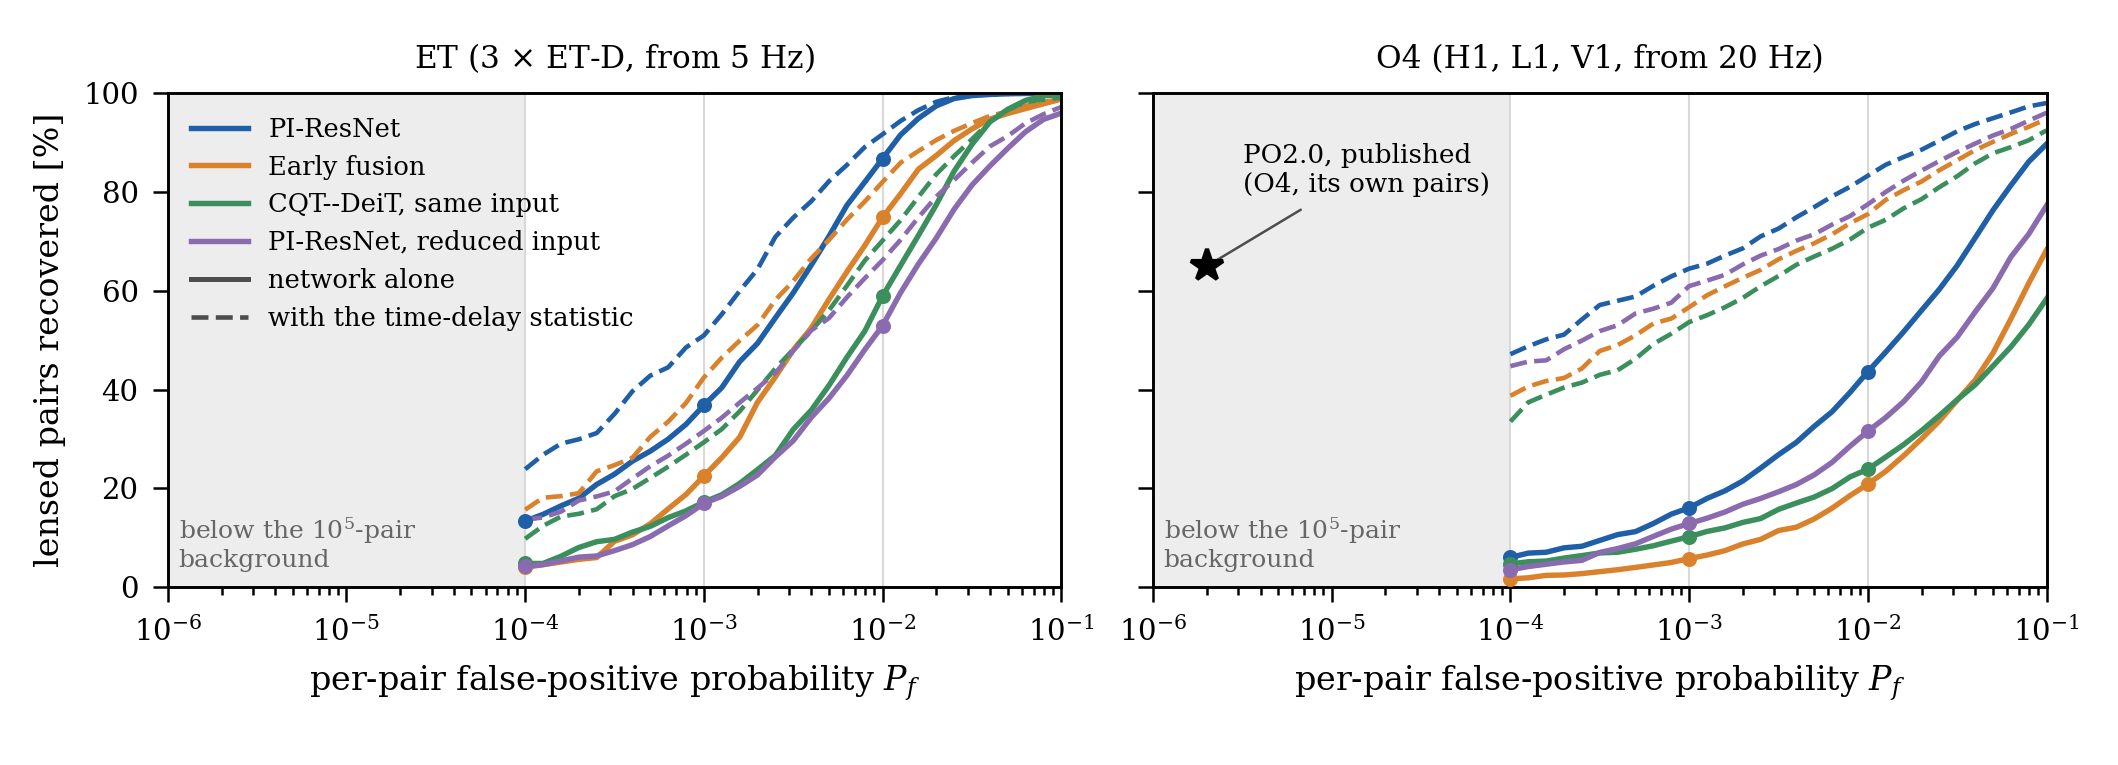 ET (3 × ET-D, from 5 Hz)
O4 (H1, L1, V1, from 20 Hz)
lensed pairs recovered [%]
100
80
60
40
20
0
PI-ResNet
Early fusion
CQT--DeiT, same input
PI-ResNet, reduced input
network alone
with the time-delay statistic
below the 10⁵-pair
background
PO2.0, published
(O4, its own pairs)
below the 10⁵-pair
background
10⁻⁶ 10⁻⁵ 10⁻⁴ 10⁻³ 10⁻² 10⁻¹
10⁻⁶ 10⁻⁵ 10⁻⁴ 10⁻³ 10⁻² 10⁻¹
per-pair false-positive probability P_f
per-pair false-positive probability P_f